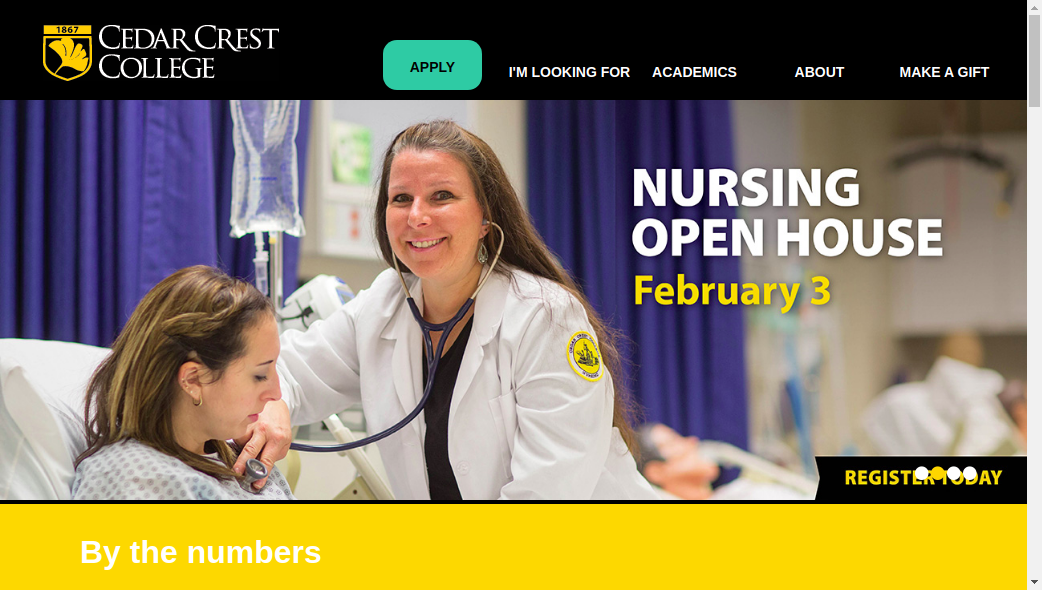 1867
CEDAR CREST
COLLEGE
APPLY
I'M LOOKING FOR
ACADEMICS
ABOUT
MAKE A GIFT
NURSING
OPEN HOUSE
February 3
REGISTER TODAY
By the numbers